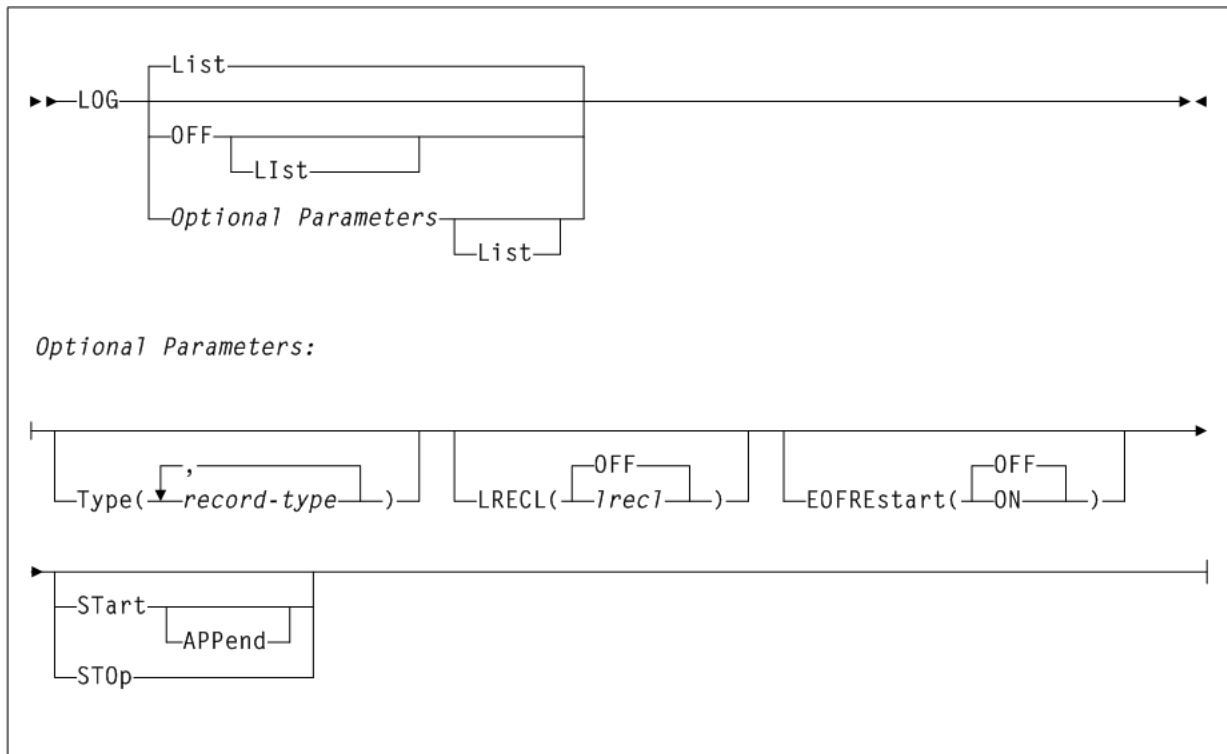 List
LOG
OFF
LIst
Optional Parameters
List
Optional Parameters:
, OFF OFF
Type( record-type ) LRECL( lrecl ) EOFREstart( ON )
STart
APPend
STOp